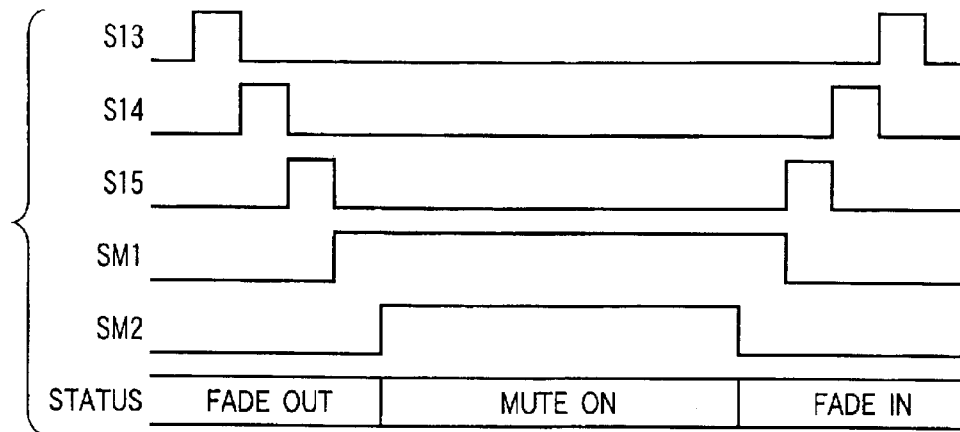 S13
S14
S15
SM1
SM2
STATUS FADE OUT MUTE ON FADE IN